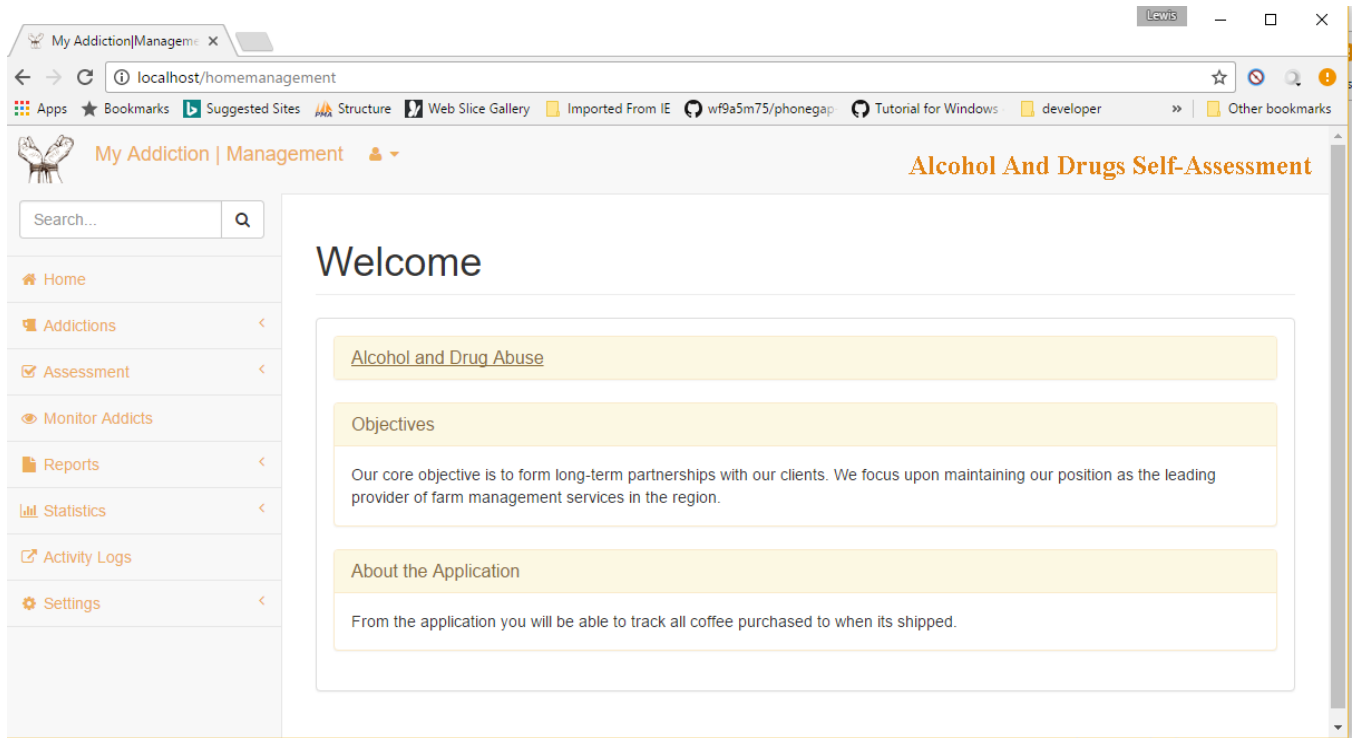 Lewis
My Addiction|Manageme
localhost/homemanagement
Apps Bookmarks Suggested Sites Structure Web Slice Gallery Imported From IE wf9a5m75/phonegap- Tutorial for Windows developer » Other bookmarks
My Addiction | Management
Alcohol And Drugs Self-Assessment
Search...
Home
Addictions
Assessment
Monitor Addicts
Reports
Statistics
Activity Logs
Settings
Welcome
Alcohol and Drug Abuse
Objectives
Our core objective is to form long-term partnerships with our clients. We focus upon maintaining our position as the leading
provider of farm management services in the region.
About the Application
From the application you will be able to track all coffee purchased to when its shipped.